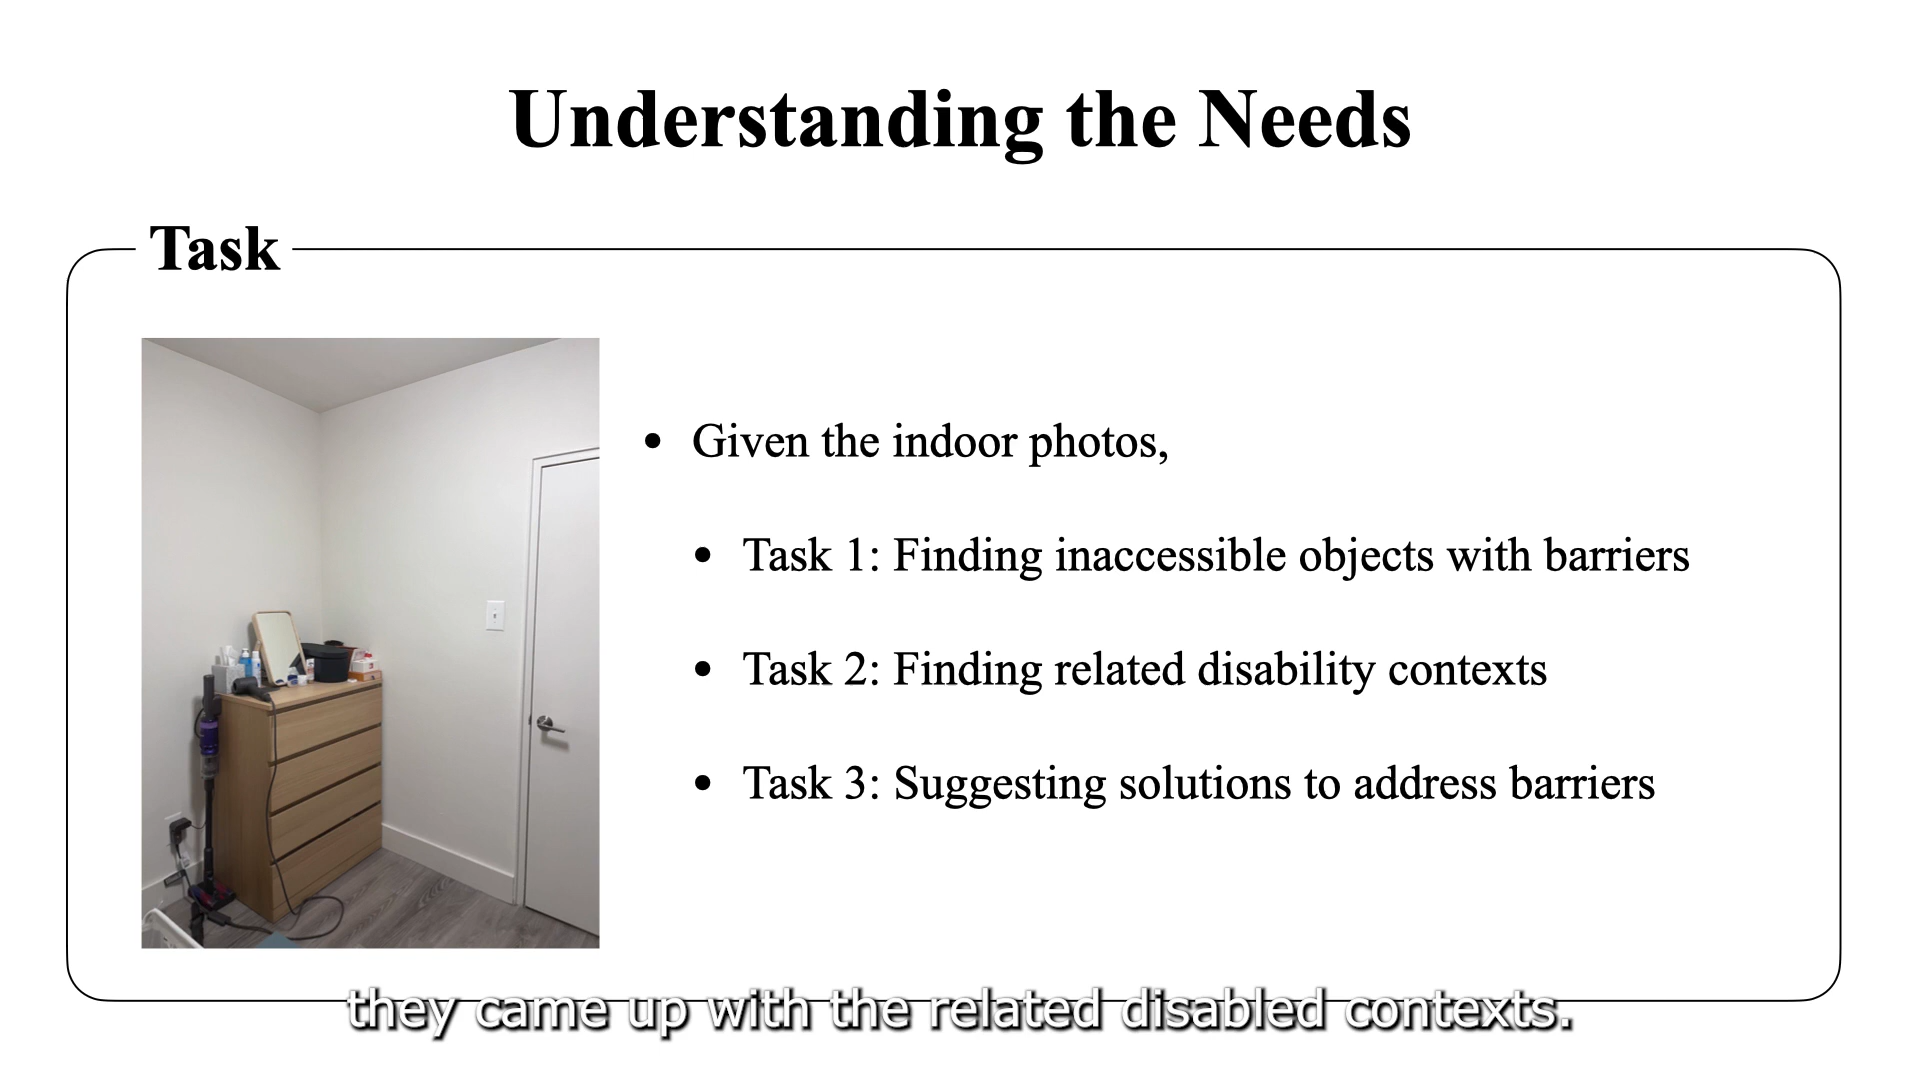 Understanding the Needs
Task
• Given the indoor photos,
• Task 1: Finding inaccessible objects with barriers
• Task 2: Finding related disability contexts
• Task 3: Suggesting solutions to address barriers
they came up with the related disabled contexts.